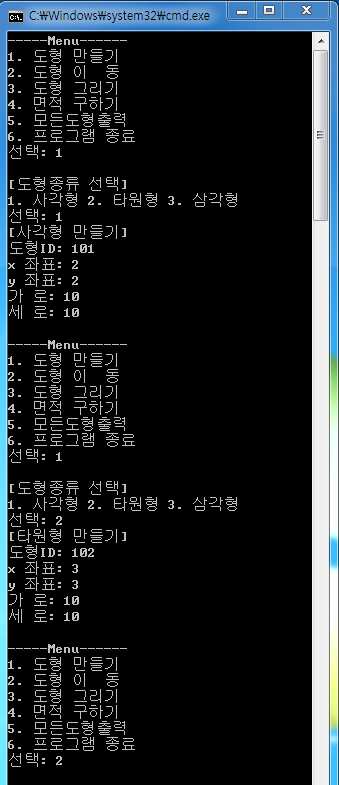 C:\Windows\system32\cmd.exe
-----Menu------
1. 도형 만들기
2. 도형 이  동
3. 도형 그리기
4. 면적 구하기
5. 모든도형출력
6. 프로그램 종료
선택: 1
[도형종류 선택]
1. 사각형 2. 타원형 3. 삼각형
선택: 1
[사각형 만들기]
도형ID: 101
x 좌표: 2
y 좌표: 2
가 로: 10
세 로: 10
-----Menu------
1. 도형 만들기
2. 도형 이  동
3. 도형 그리기
4. 면적 구하기
5. 모든도형출력
6. 프로그램 종료
선택: 1
[도형종류 선택]
1. 사각형 2. 타원형 3. 삼각형
선택: 2
[타원형 만들기]
도형ID: 102
x 좌표: 3
y 좌표: 3
가 로: 10
세 로: 10
-----Menu------
1. 도형 만들기
2. 도형 이  동
3. 도형 그리기
4. 면적 구하기
5. 모든도형출력
6. 프로그램 종료
선택: 2